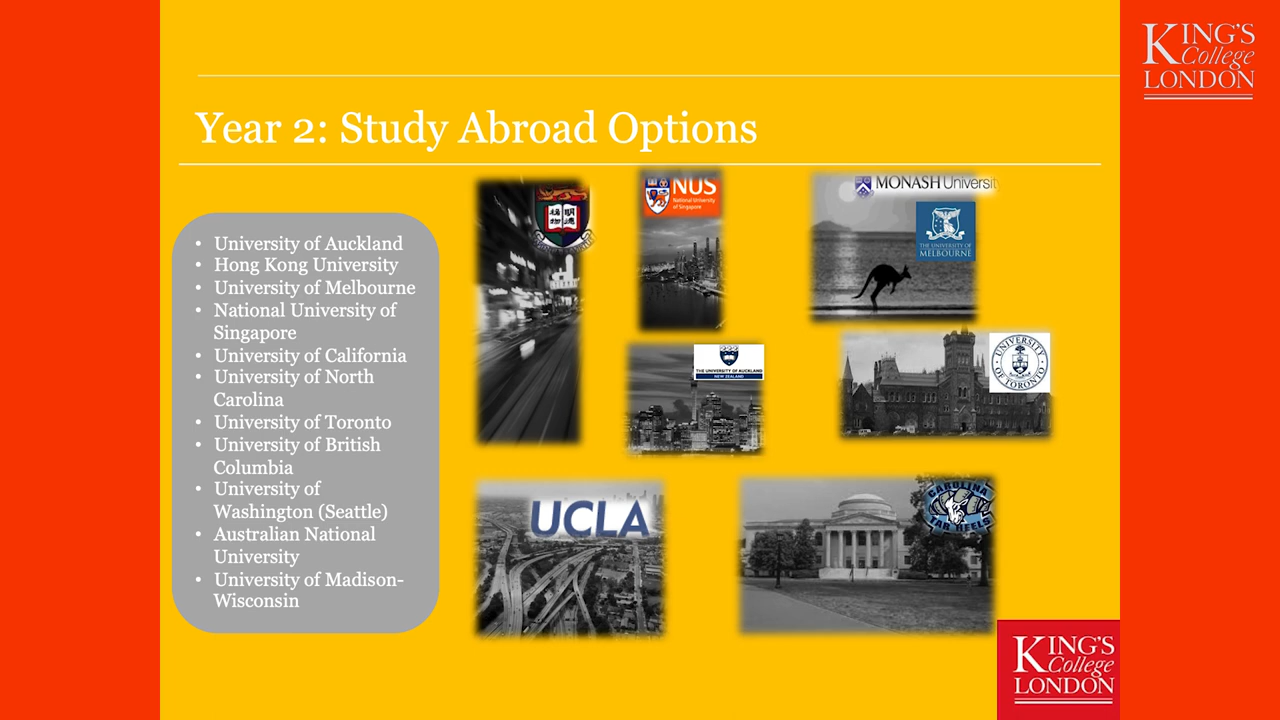 KING'S
College
LONDON
Year 2: Study Abroad Options
• University of Auckland
• Hong Kong University
• University of Melbourne
• National University of
Singapore
• University of California
• University of North
Carolina
• University of Toronto
• University of British
Columbia
• University of
Washington (Seattle)
• Australian National
University
• University of Madison-
Wisconsin
NUS
National University
of Singapore
MONASH University
THE UNIVERSITY OF
MELBOURNE
THE UNIVERSITY OF AUCKLAND
NEW ZEALAND
UNIVERSITY
OF TORONTO
UCLA
CAROLINA
TAR HEELS
KING'S
College
LONDON